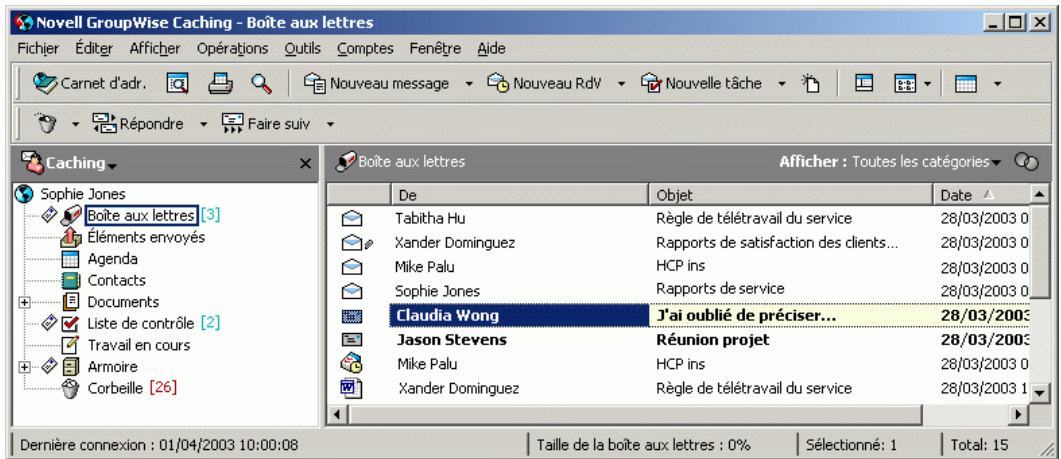 Novell GroupWise Caching - Boîte aux lettres
Fichier Éditer Afficher Opérations Outils Comptes Fenêtre Aide
Carnet d'adr. Nouveau message Nouveau RdV Nouvelle tâche
Répondre Faire suiv
Caching
Boîte aux lettres Afficher : Toutes les catégories
Sophie Jones
Boîte aux lettres [3]
Éléments envoyés
Agenda
Contacts
Documents
Liste de contrôle [2]
Travail en cours
Armoire
Corbeille [26]
De Objet Date
Tabitha Hu Règle de télétravail du service 28/03/2003 0
Xander Dominguez Rapports de satisfaction des clients... 28/03/2003 0
Mike Palu HCP ins 28/03/2003 0
Sophie Jones Rapports de service 28/03/2003 0
Claudia Wong J'ai oublié de préciser... 28/03/2003
Jason Stevens Réunion projet 28/03/2003
Mike Palu HCP ins 28/03/2003 0
Xander Dominguez Règle de télétravail du service 28/03/2003 1
Dernière connexion : 01/04/2003 10:00:08 Taille de la boîte aux lettres : 0% Sélectionné: 1 Total: 15